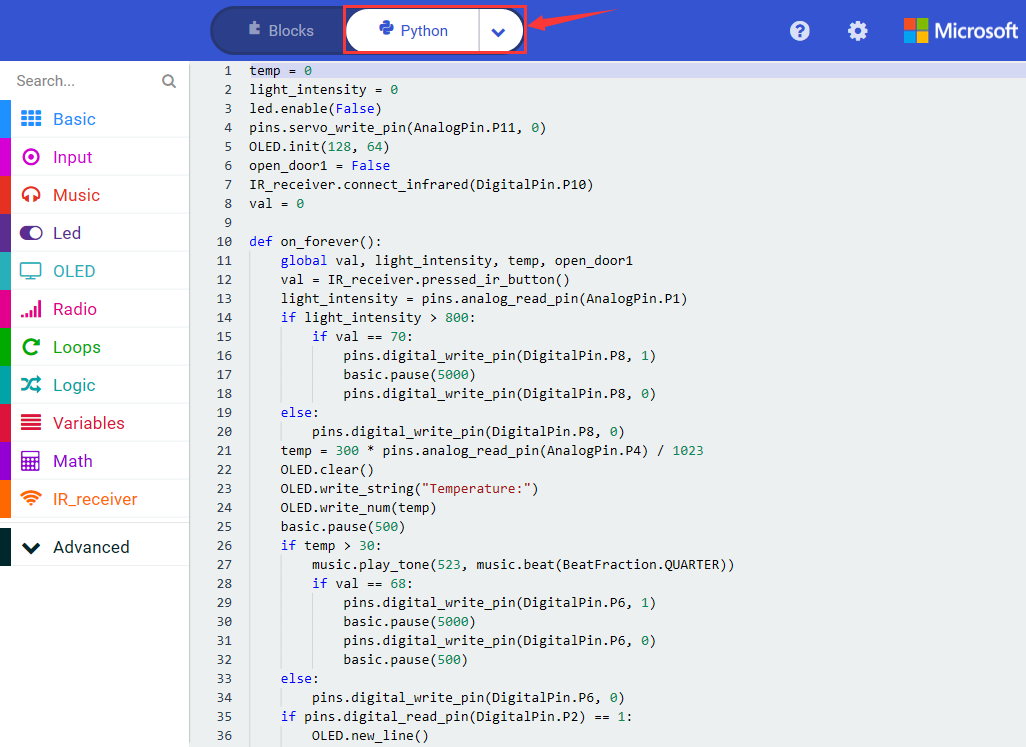 Blocks
Python
Microsoft
Search...
Basic
Input
Music
Led
OLED
Radio
Loops
Logic
Variables
Math
IR_receiver
Advanced
1 temp = 0
2 light_intensity = 0
3 led.enable(False)
4 pins.servo_write_pin(AnalogPin.P11, 0)
5 OLED.init(128, 64)
6 open_door1 = False
7 IR_receiver.connect_infrared(DigitalPin.P10)
8 val = 0
9
10 def on_forever():
11     global val, light_intensity, temp, open_door1
12     val = IR_receiver.pressed_ir_button()
13     light_intensity = pins.analog_read_pin(AnalogPin.P1)
14     if light_intensity > 800:
15         if val == 70:
16             pins.digital_write_pin(DigitalPin.P8, 1)
17             basic.pause(5000)
18             pins.digital_write_pin(DigitalPin.P8, 0)
19     else:
20         pins.digital_write_pin(DigitalPin.P8, 0)
21     temp = 300 * pins.analog_read_pin(AnalogPin.P4) / 1023
22     OLED.clear()
23     OLED.write_string("Temperature:")
24     OLED.write_num(temp)
25     basic.pause(500)
26     if temp > 30:
27         music.play_tone(523, music.beat(BeatFraction.QUARTER))
28         if val == 68:
29             pins.digital_write_pin(DigitalPin.P6, 1)
30             basic.pause(5000)
31             pins.digital_write_pin(DigitalPin.P6, 0)
32             basic.pause(500)
33     else:
34         pins.digital_write_pin(DigitalPin.P6, 0)
35     if pins.digital_read_pin(DigitalPin.P2) == 1:
36         OLED.new_line()